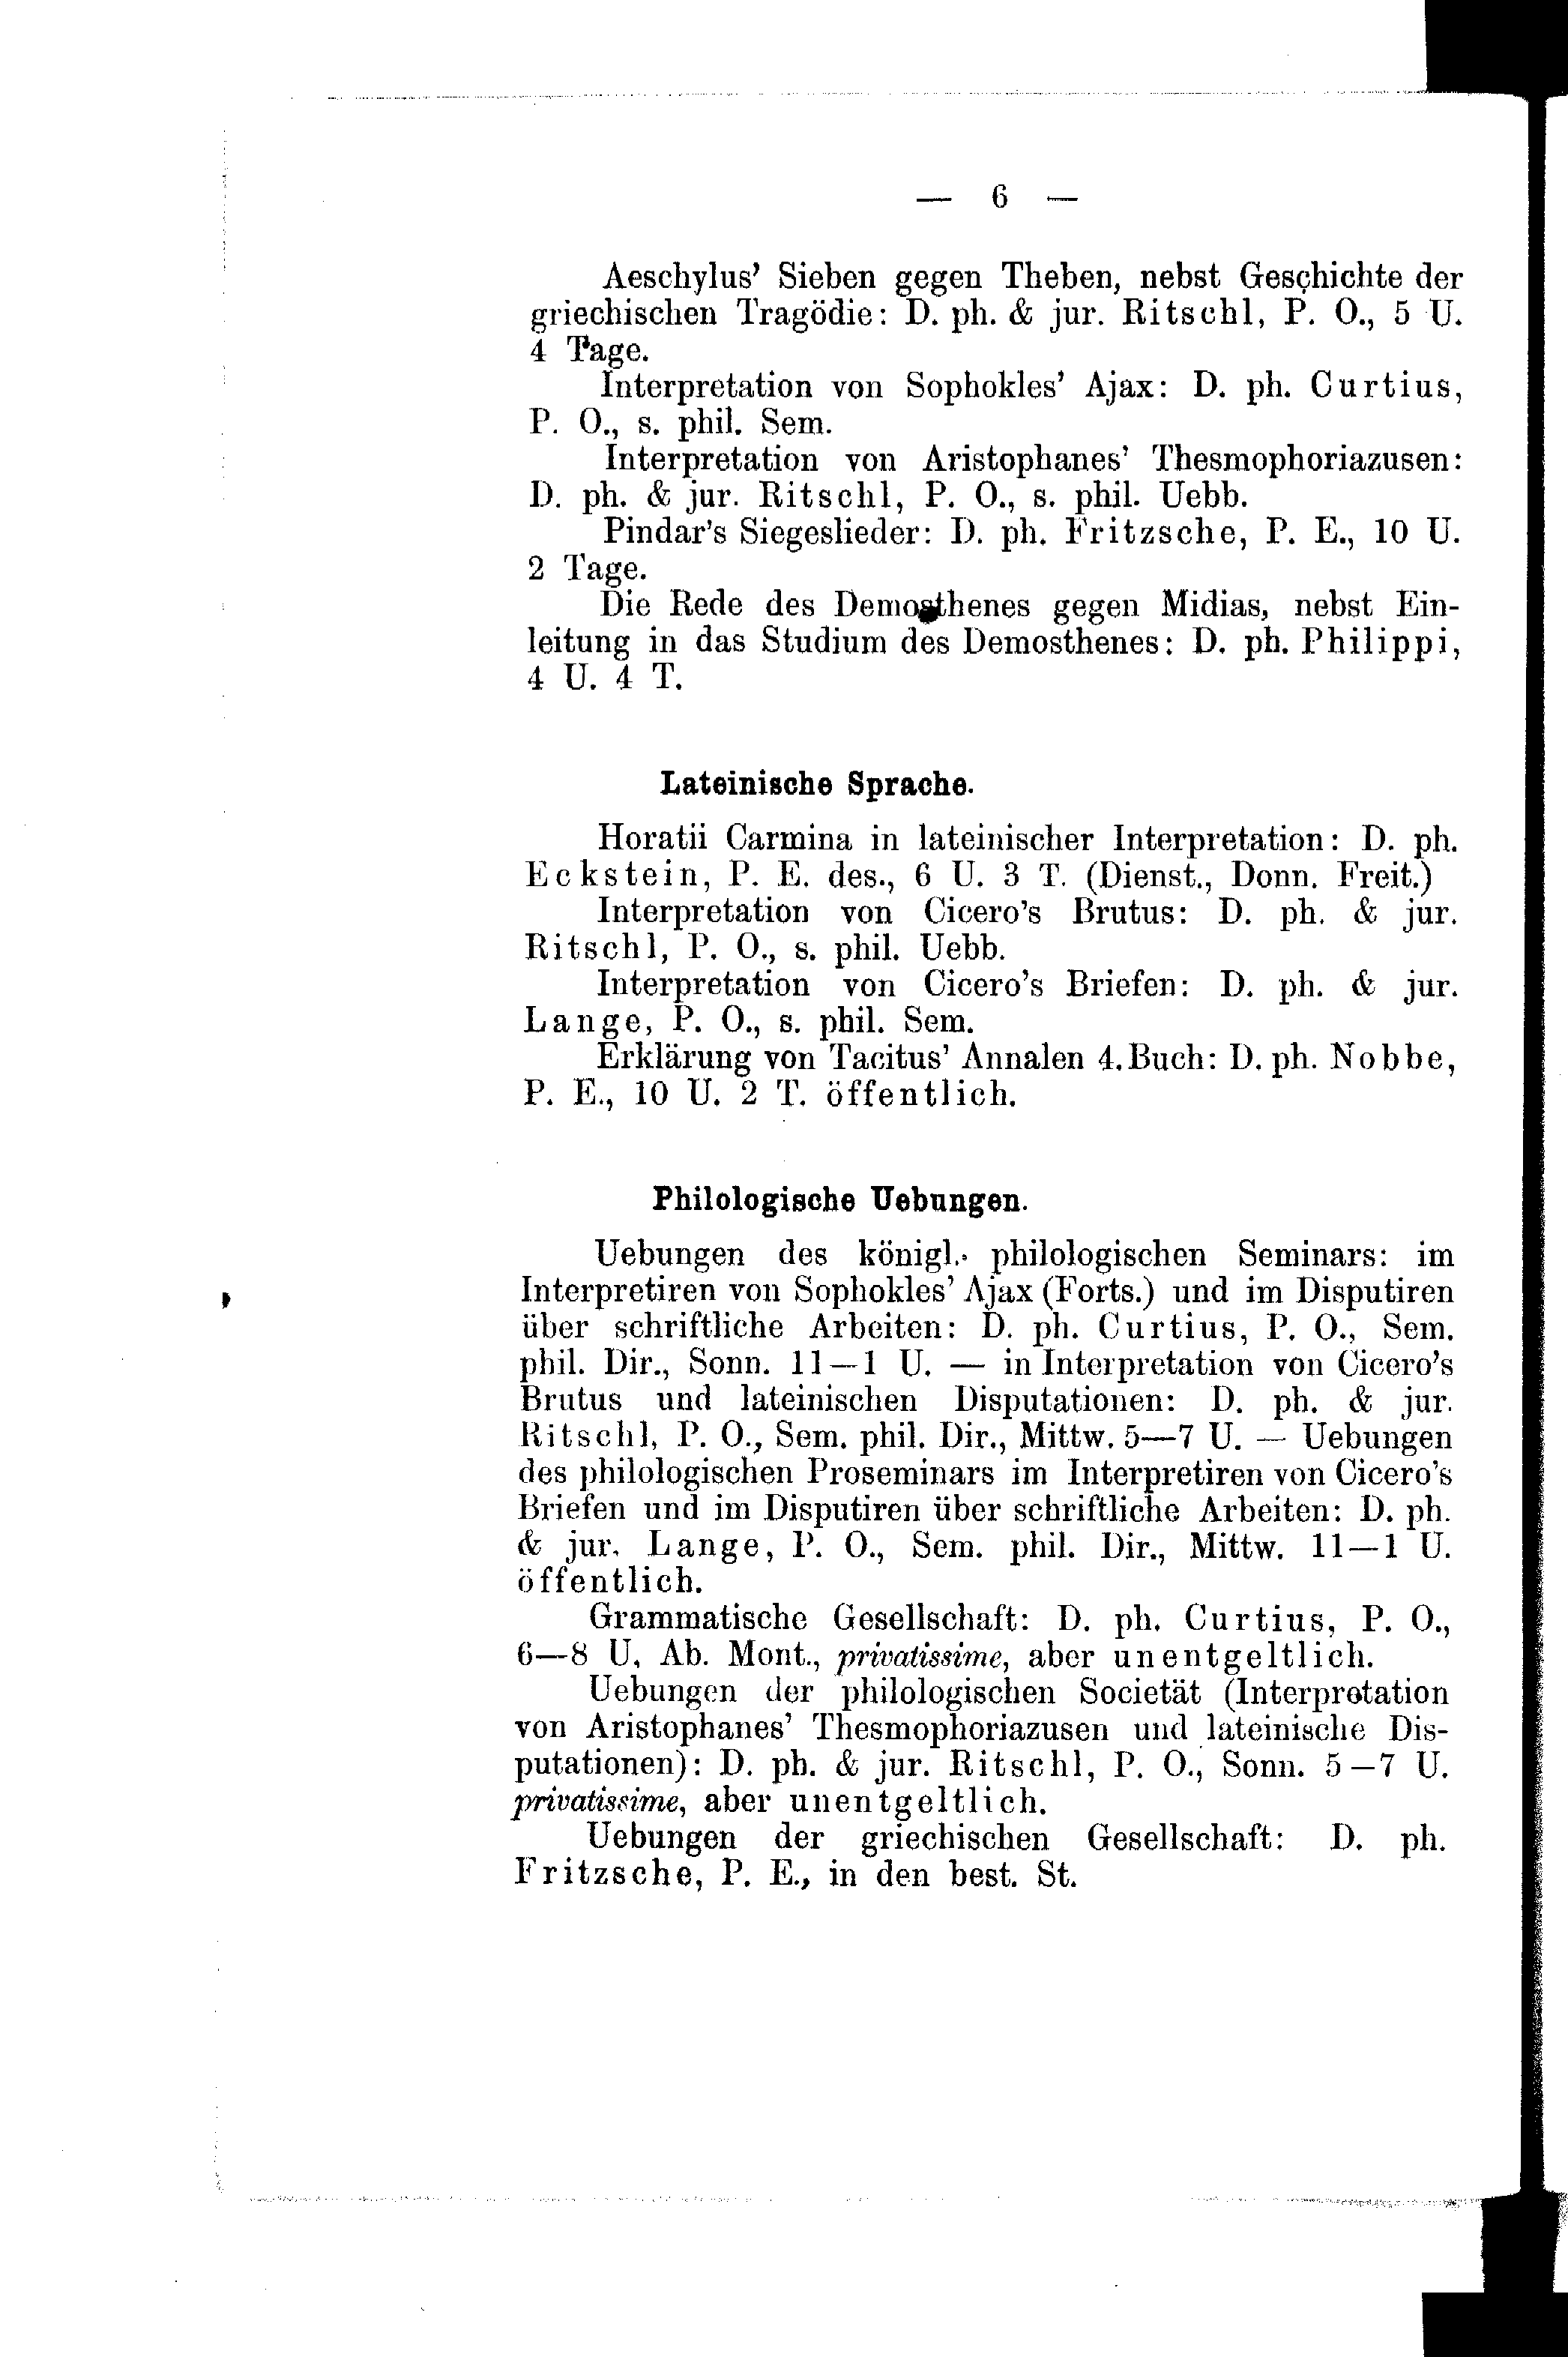 — 6 —
Aeschylus' Sieben gegen Theben, nebst Geschichte der
griechischen Tragödie: D. ph. & jur. Ritschl, P. O., 5 U.
4 Tage.
Interpretation von Sophokles' Ajax: D. ph. Curtius,
P. O., s. phil. Sem.
Interpretation von Aristophanes' Thesmophoriazusen:
D. ph. & jur. Ritschl, P. O., s. phil. Uebb.
Pindar's Siegeslieder: D. ph. Fritzsche, P. E., 10 U.
2 Tage.
Die Rede des Demosthenes gegen Midias, nebst Ein-
leitung in das Studium des Demosthenes: D. ph. Philippi,
4 U. 4 T.
Lateinische Sprache.
Horatii Carmina in lateinischer Interpretation: D. ph.
Eckstein, P. E. des., 6 U. 3 T. (Dienst., Donn. Freit.)
Interpretation von Cicero's Brutus: D. ph. & jur.
Ritschl, P. O., s. phil. Uebb.
Interpretation von Cicero's Briefen: D. ph. & jur.
Lange, P. O., s. phil. Sem.
Erklärung von Tacitus' Annalen 4. Buch: D. ph. Nobbe,
P. E., 10 U. 2 T. öffentlich.
Philologische Uebungen.
Uebungen des königl. philologischen Seminars: im
Interpretiren von Sophokles' Ajax (Forts.) und im Disputiren
über schriftliche Arbeiten: D. ph. Curtius, P. O., Sem.
phil. Dir., Sonn. 11—1 U. — in Interpretation von Cicero's
Brutus und lateinischen Disputationen: D. ph. & jur.
Ritschl, P. O., Sem. phil. Dir., Mittw. 5—7 U. — Uebungen
des philologischen Proseminars im Interpretiren von Cicero's
Briefen und im Disputiren über schriftliche Arbeiten: D. ph.
& jur. Lange, P. O., Sem. phil. Dir., Mittw. 11—1 U.
öffentlich.
Grammatische Gesellschaft: D. ph. Curtius, P. O.,
6—8 U. Ab. Mont., privatissime, aber unentgeltlich.
Uebungen der philologischen Societät (Interpretation
von Aristophanes' Thesmophoriazusen und lateinische Dis-
putationen): D. ph. & jur. Ritschl, P. O., Sonn. 5—7 U.
privatissime, aber unentgeltlich.
Uebungen der griechischen Gesellschaft: D. ph.
Fritzsche, P. E., in den best. St.